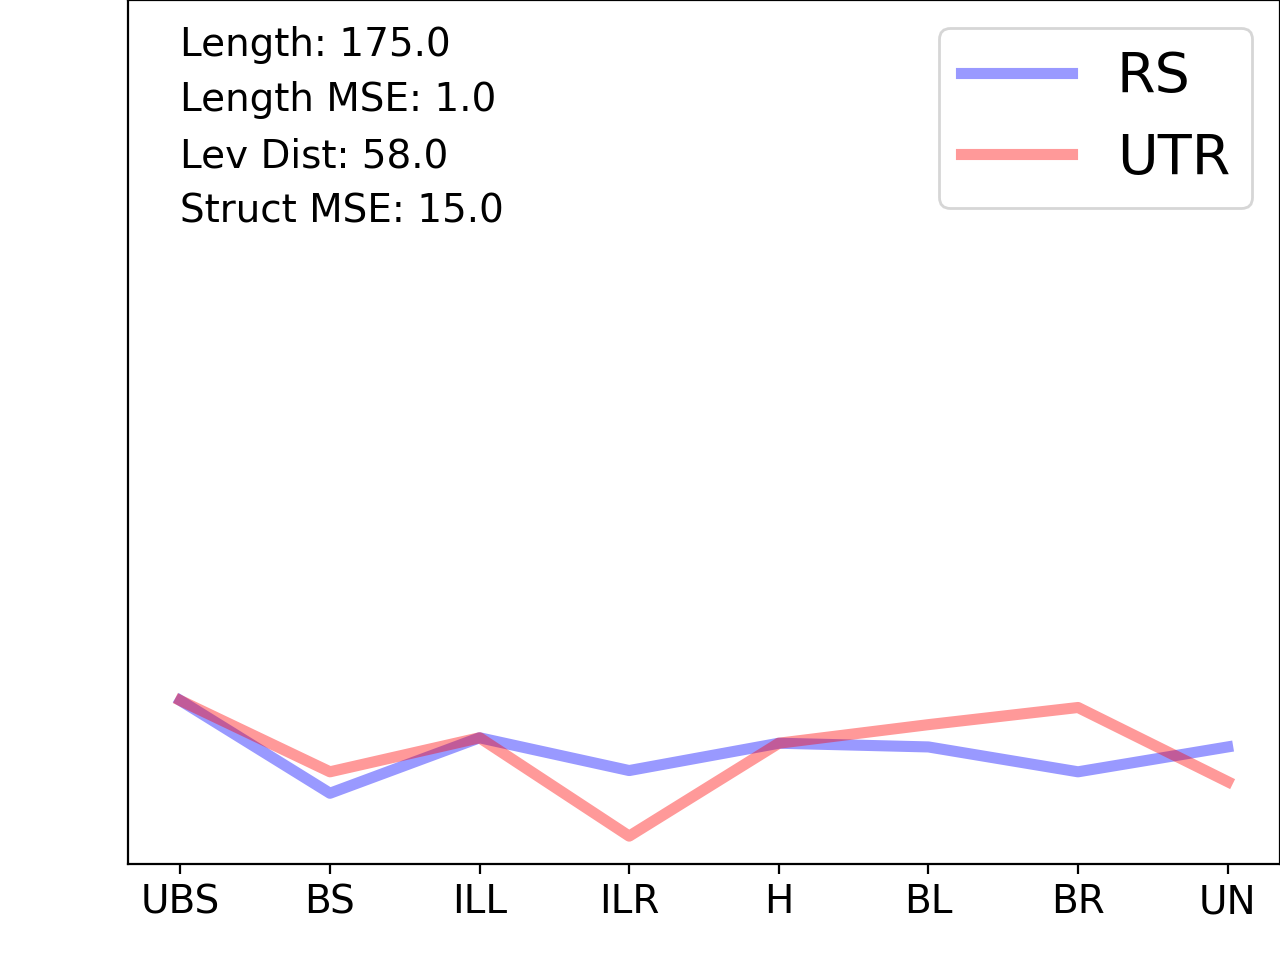 Length: 175.0
Length MSE: 1.0
Lev Dist: 58.0
Struct MSE: 15.0
RS
UTR
UBS BS ILL ILR H BL BR UN